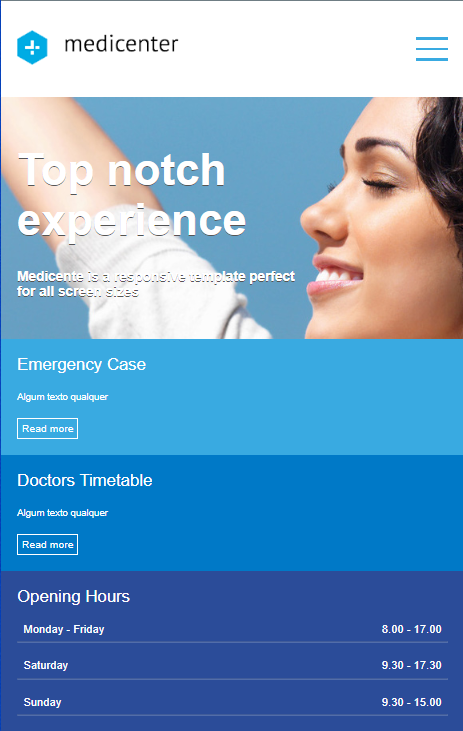 medicenter
Top notch
experience
Medicente is a responsive template perfect
for all screen sizes
Emergency Case
Algum texto qualquer
Read more
Doctors Timetable
Algum texto qualquer
Read more
Opening Hours
Monday - Friday 8.00 - 17.00
Saturday 9.30 - 17.30
Sunday 9.30 - 15.00